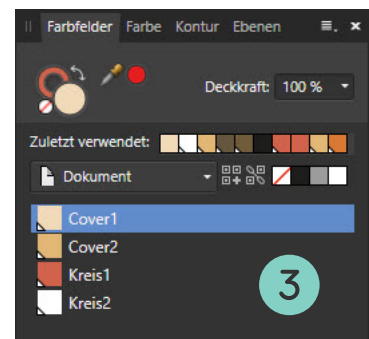 Farbfelder Farbe Kontur Ebenen
Deckkraft: 100 %
Zuletzt verwendet:
Dokument
Cover1
Cover2
Kreis1
Kreis2
3